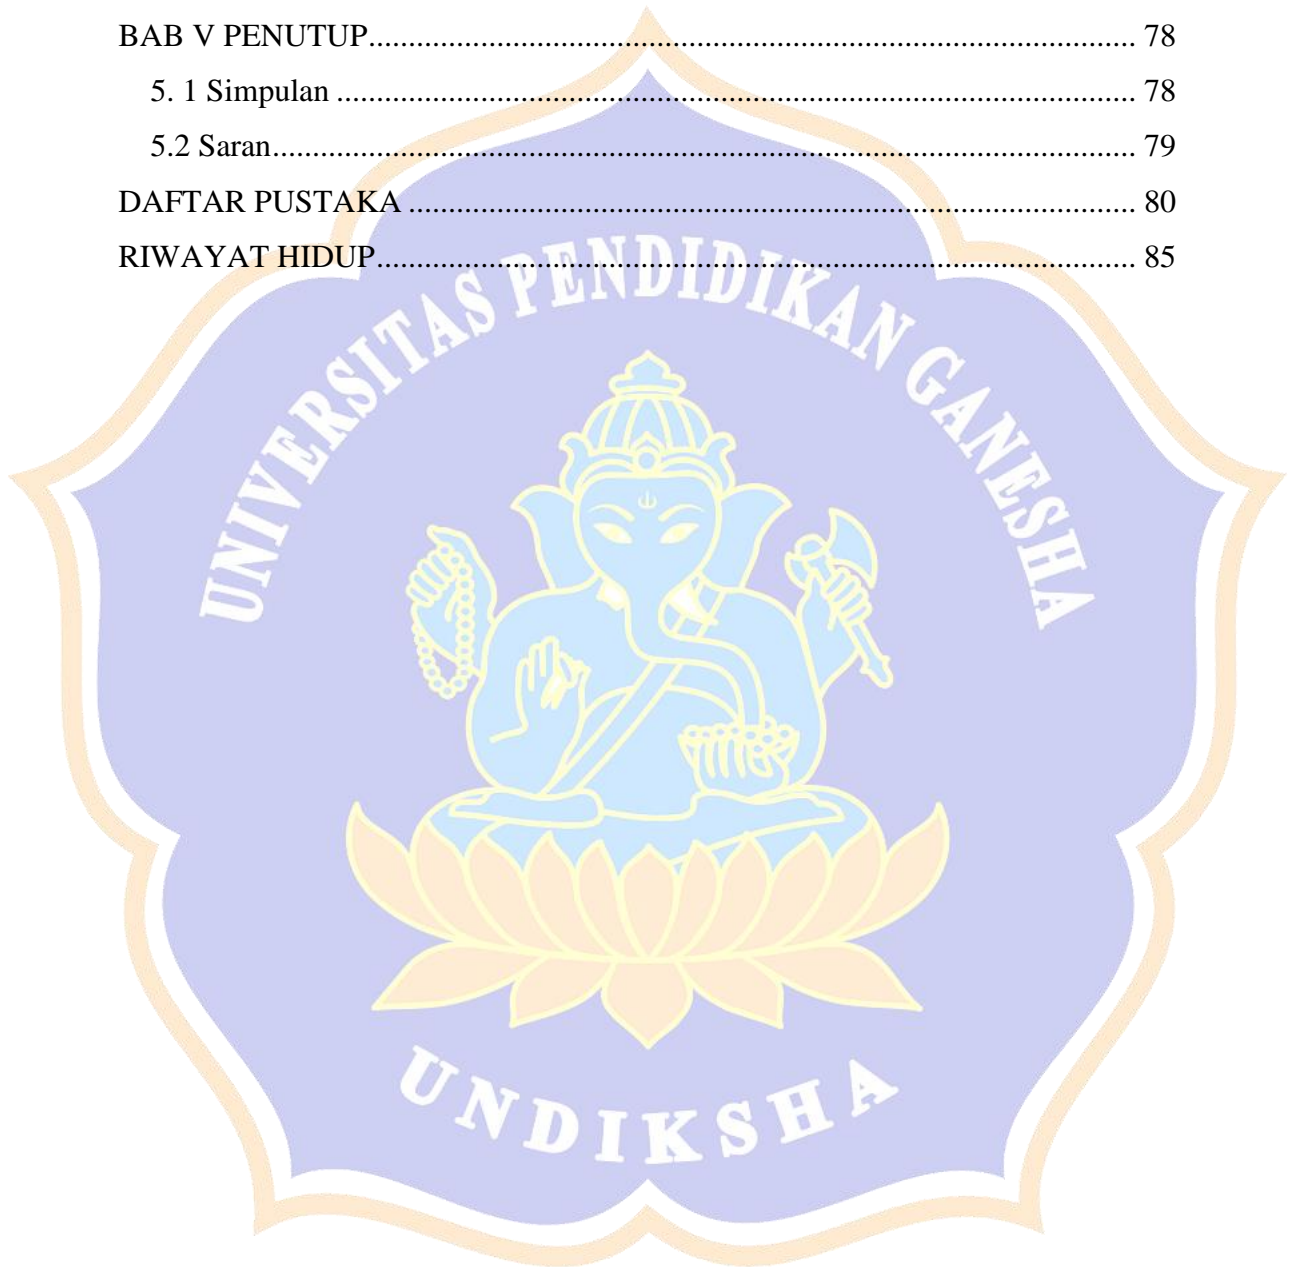 BAB V PENUTUP................................................................................................ 78
5. 1 Simpulan .................................................................................................... 78
5.2 Saran............................................................................................................ 79
DAFTAR PUSTAKA ........................................................................................... 80
RIWAYAT HIDUP............................................................................................... 85
UNIVERSITAS PENDIDIKAN GANESHA
UNDIKSHA